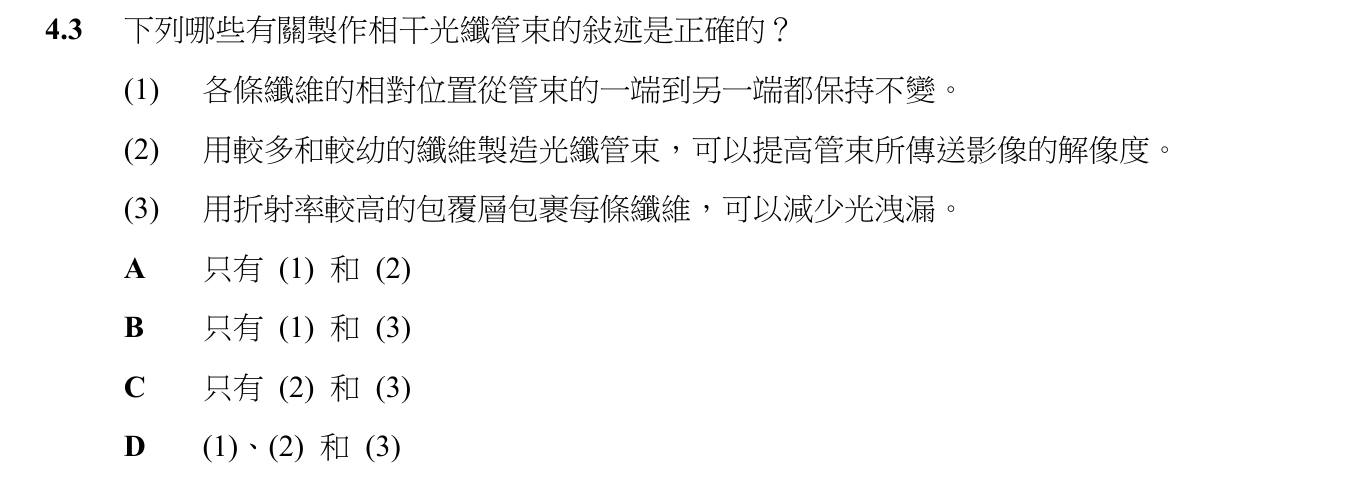 4.3 下列哪些有關製作相干光纖管束的敍述是正確的？
(1) 各條纖維的相對位置從管束的一端到另一端都保持不變。
(2) 用較多和較幼的纖維製造光纖管束，可以提高管束所傳送影像的解像度。
(3) 用折射率較高的包覆層包裹每條纖維，可以減少光洩漏。
A 只有 (1) 和 (2)
B 只有 (1) 和 (3)
C 只有 (2) 和 (3)
D (1)、(2) 和 (3)